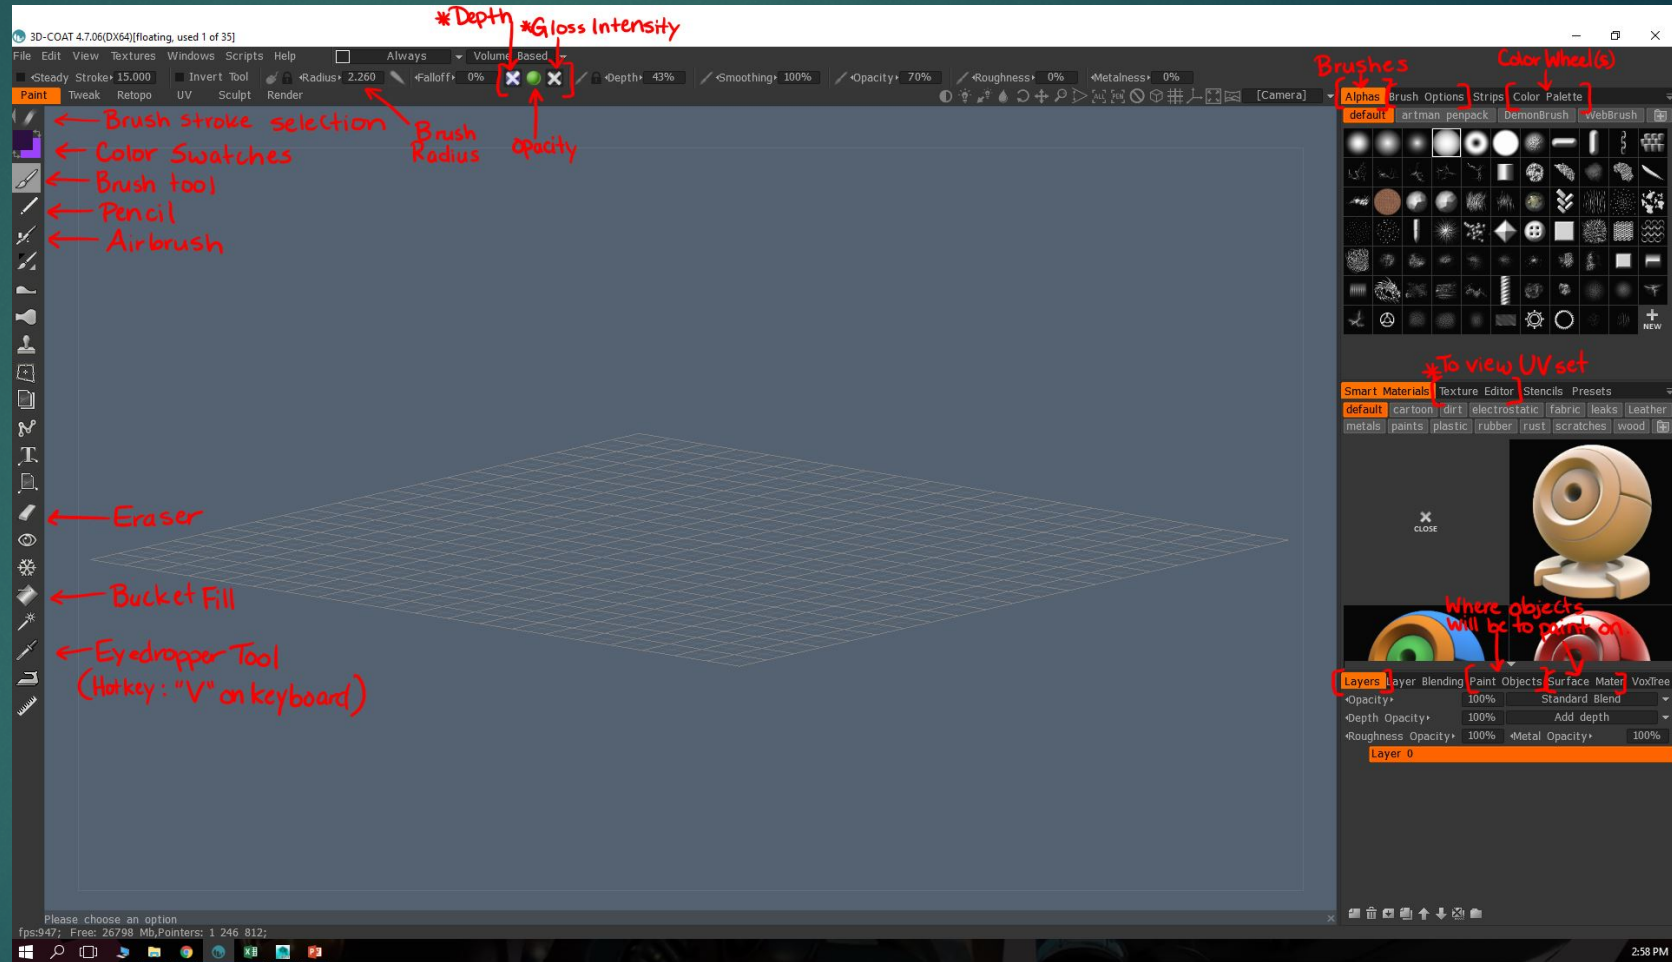 *Depth
*Gloss Intensity
3D-COAT 4.7.06(DX64)[floating, used 1 of 35]
File Edit View Textures Windows Scripts Help Always Volume Based
Steady Stroke 15.000 Invert Tool Radius 2.260 Falloff 0% Depth 43% Smoothing 100% Opacity 70% Roughness 0% Metalness 0%
Brushes
Color Wheel(s)
Paint Tweak Retopo UV Sculpt Render [Camera]
Alphas Brush Options Strips Color Palette
default artman penpack DemonBrush WebBrush
Brush stroke selection
Brush Radius
opacity
Color Swatches
Brush tool
Pencil
Airbrush
NEW
*To view UV set
Smart Materials Texture Editor Stencils Presets
default cartoon dirt electrostatic fabric leaks Leather
metals paints plastic rubber rust scratches wood
Eraser
CLOSE
Bucket Fill
Where objects
will be to paint on.
Eyedropper Tool
(Hotkey: "V" on keyboard)
Layers Layer Blending Paint Objects Surface Mater VoxTree
Opacity 100% Standard Blend
Depth Opacity 100% Add depth
Roughness Opacity 100% Metal Opacity 100%
Layer 0
Please choose an option
fps:947; Free: 26798 Mb,Pointers: 1 246 812;
2:58 PM